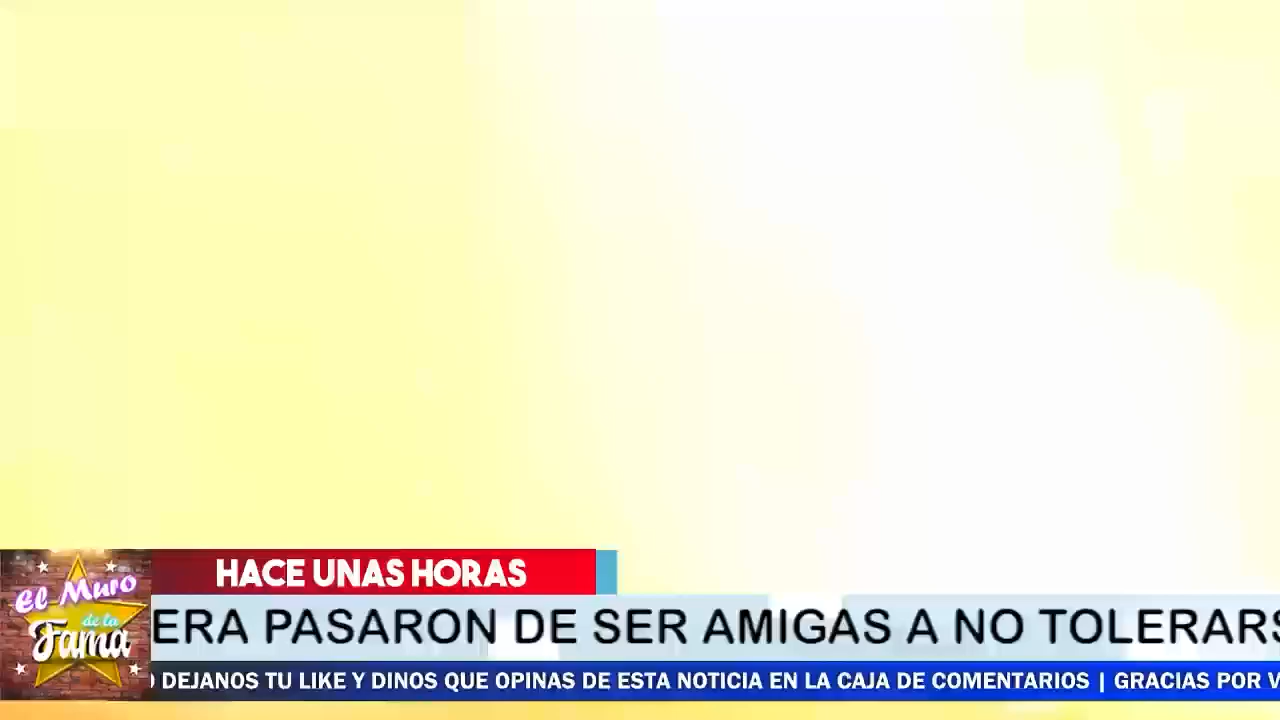 HACE UNAS HORAS
El Muro
de la
Fama
ERA PASARON DE SER AMIGAS A NO TOLERARS
DEJANOS TU LIKE Y DINOS QUE OPINAS DE ESTA NOTICIA EN LA CAJA DE COMENTARIOS | GRACIAS POR V